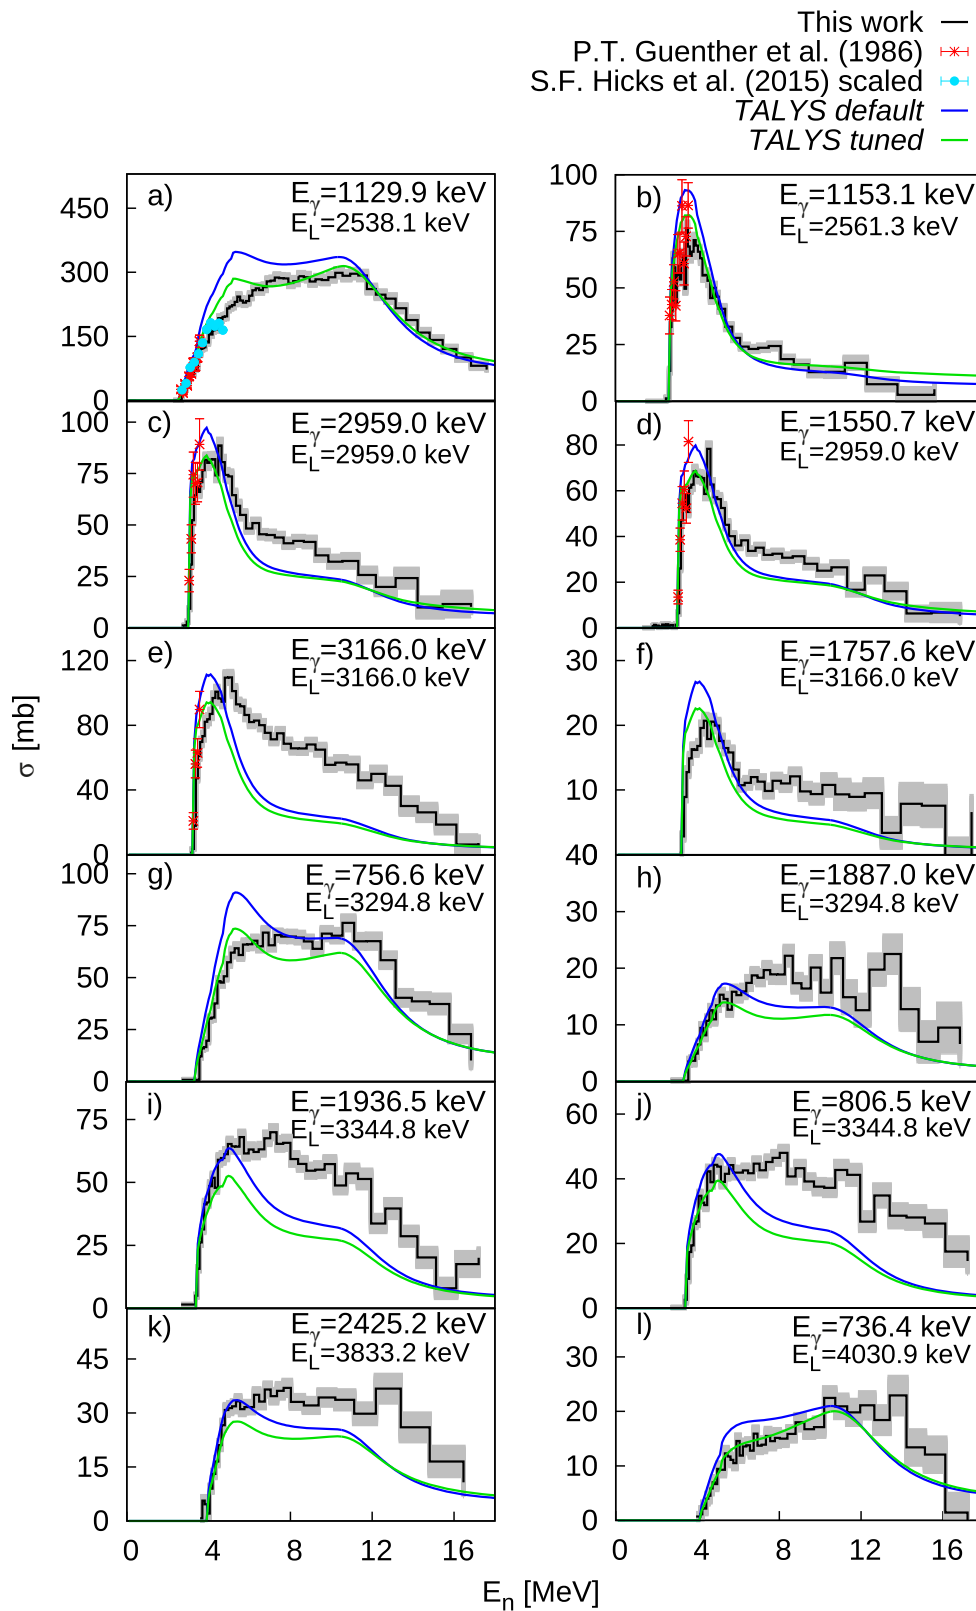 This work
P.T. Guenther et al. (1986)
S.F. Hicks et al. (2015) scaled
TALYS default
TALYS tuned
a)
Eγ=1129.9 keV
EL=2538.1 keV
450
300
150
0
b)
Eγ=1153.1 keV
EL=2561.3 keV
100
75
50
25
0
c)
Eγ=2959.0 keV
EL=2959.0 keV
100
75
50
25
0
d)
Eγ=1550.7 keV
EL=2959.0 keV
80
60
40
20
0
e)
Eγ=3166.0 keV
EL=3166.0 keV
120
80
40
0
f)
Eγ=1757.6 keV
EL=3166.0 keV
30
20
10
0
σ [mb]
g)
Eγ=756.6 keV
EL=3294.8 keV
100
75
50
25
0
h)
Eγ=1887.0 keV
EL=3294.8 keV
40
30
20
10
0
i)
Eγ=1936.5 keV
EL=3344.8 keV
75
50
25
0
j)
Eγ=806.5 keV
EL=3344.8 keV
60
40
20
0
k)
Eγ=2425.2 keV
EL=3833.2 keV
45
30
15
0
l)
Eγ=736.4 keV
EL=4030.9 keV
30
20
10
0
0 4 8 12 16
0 4 8 12 16
En [MeV]